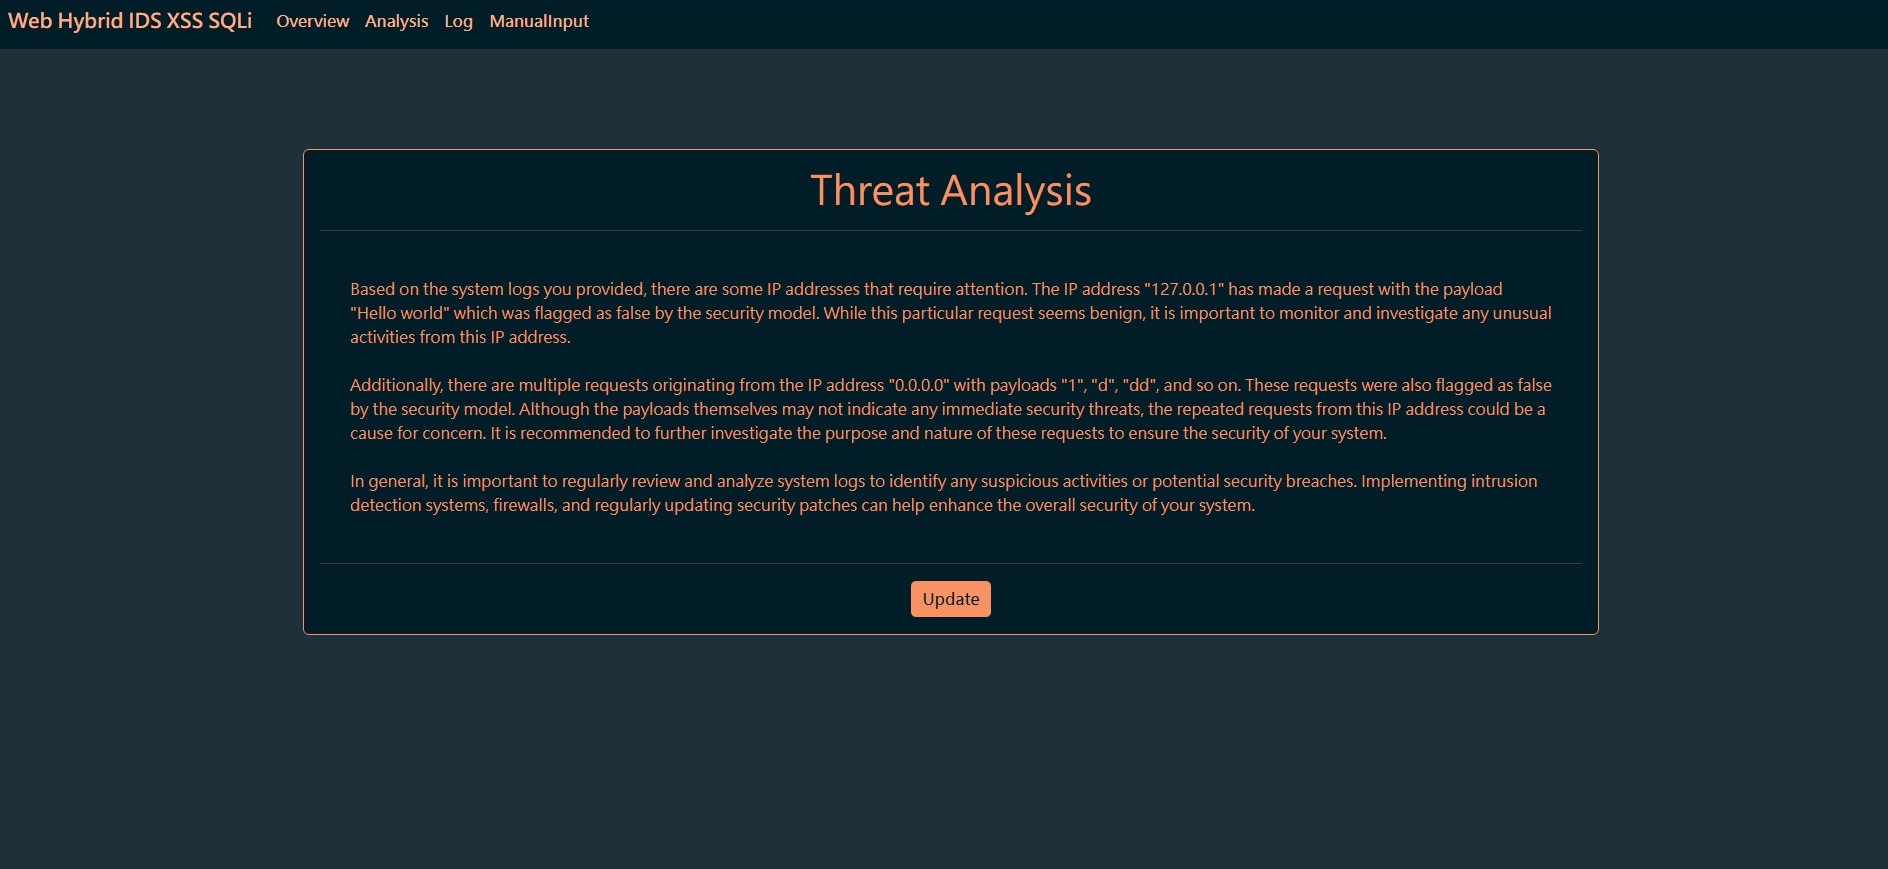 Web Hybrid IDS XSS SQLi Overview Analysis Log ManualInput
Threat Analysis
Based on the system logs you provided, there are some IP addresses that require attention. The IP address "127.0.0.1" has made a request with the payload
"Hello world" which was flagged as false by the security model. While this particular request seems benign, it is important to monitor and investigate any unusual
activities from this IP address.
Additionally, there are multiple requests originating from the IP address "0.0.0.0" with payloads "1", "d", "dd", and so on. These requests were also flagged as false
by the security model. Although the payloads themselves may not indicate any immediate security threats, the repeated requests from this IP address could be a
cause for concern. It is recommended to further investigate the purpose and nature of these requests to ensure the security of your system.
In general, it is important to regularly review and analyze system logs to identify any suspicious activities or potential security breaches. Implementing intrusion
detection systems, firewalls, and regularly updating security patches can help enhance the overall security of your system.
Update